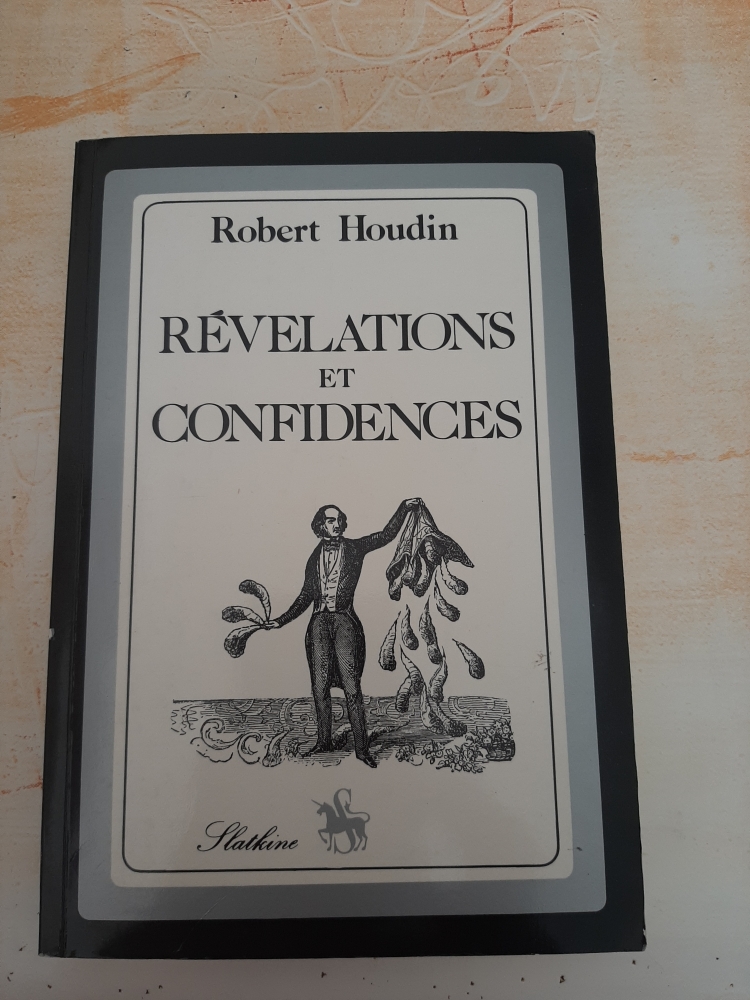 Robert Houdin
RÉVELATIONS
ET
CONFIDENCES
Slatkine